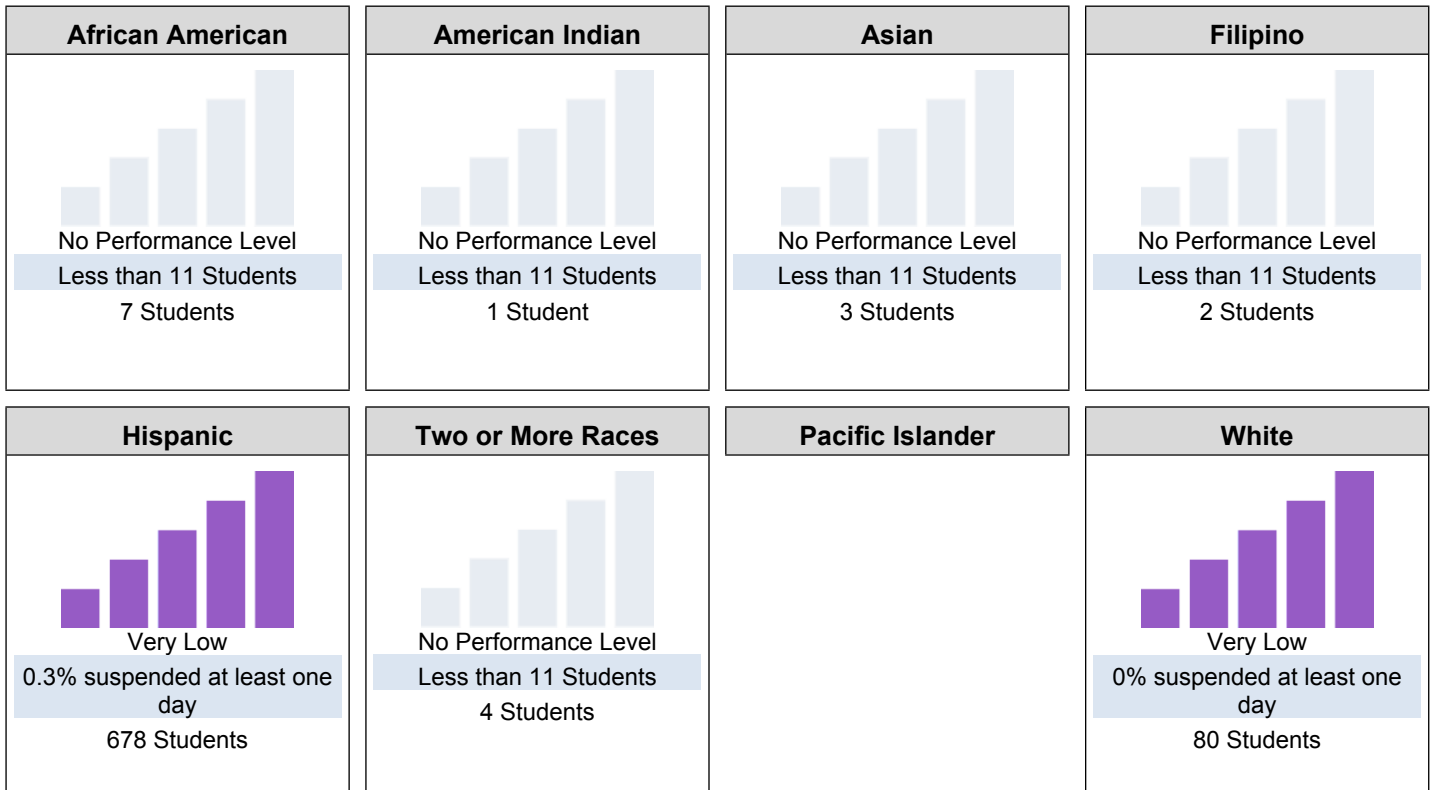 African American
No Performance Level
Less than 11 Students
7 Students
American Indian
No Performance Level
Less than 11 Students
1 Student
Asian
No Performance Level
Less than 11 Students
3 Students
Filipino
No Performance Level
Less than 11 Students
2 Students
Hispanic
Very Low
0.3% suspended at least one
day
678 Students
Two or More Races
No Performance Level
Less than 11 Students
4 Students
Pacific Islander
White
Very Low
0% suspended at least one
day
80 Students